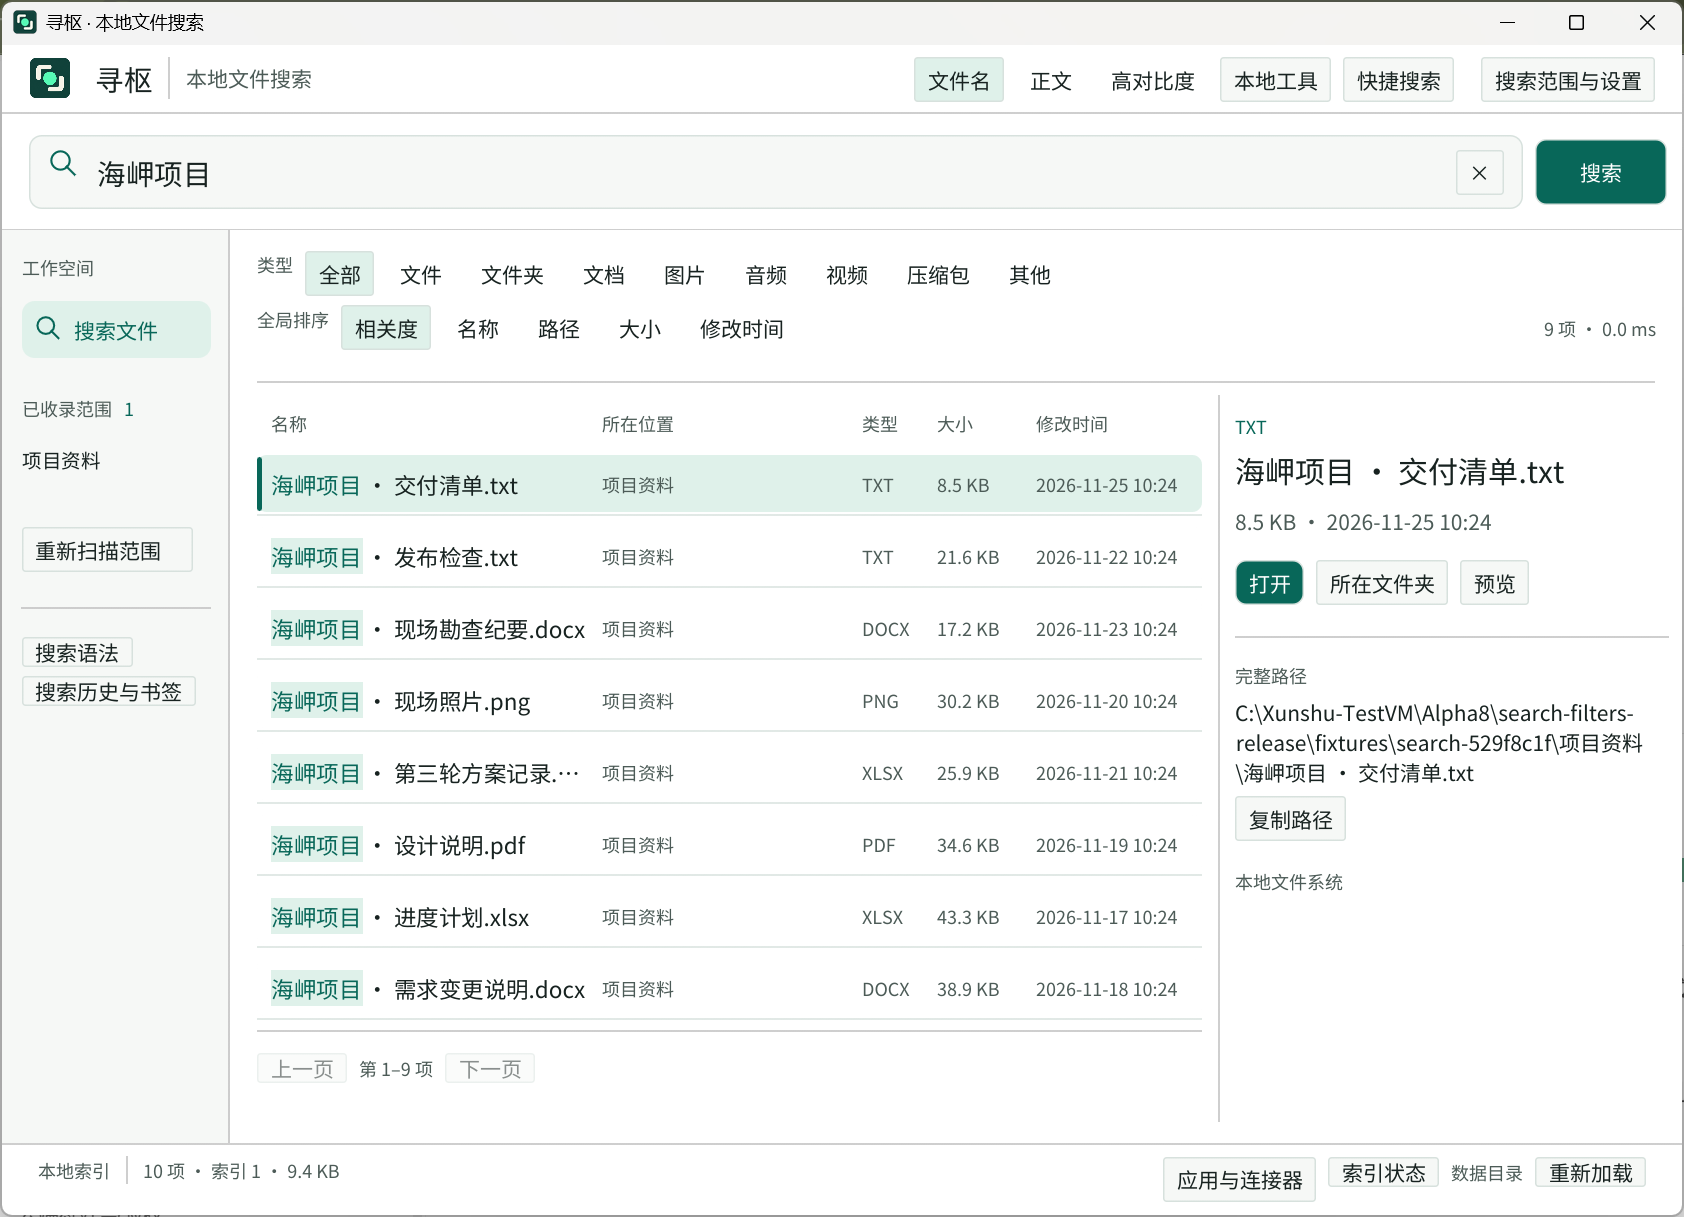 寻枢 · 本地文件搜索
寻枢 本地文件搜索 文件名 正文 高对比度 本地工具 快捷搜索 搜索范围与设置
海岬项目 搜索
工作空间
搜索文件
已收录范围 1
项目资料
重新扫描范围
搜索语法
搜索历史与书签
类型 全部 文件 文件夹 文档 图片 音频 视频 压缩包 其他
全局排序 相关度 名称 路径 大小 修改时间 9 项 • 0.0 ms
名称 所在位置 类型 大小 修改时间
海岬项目 • 交付清单.txt 项目资料 TXT 8.5 KB 2026-11-25 10:24
海岬项目 • 发布检查.txt 项目资料 TXT 21.6 KB 2026-11-22 10:24
海岬项目 • 现场勘查纪要.docx 项目资料 DOCX 17.2 KB 2026-11-23 10:24
海岬项目 • 现场照片.png 项目资料 PNG 30.2 KB 2026-11-20 10:24
海岬项目 • 第三轮方案记录.… 项目资料 XLSX 25.9 KB 2026-11-21 10:24
海岬项目 • 设计说明.pdf 项目资料 PDF 34.6 KB 2026-11-19 10:24
海岬项目 • 进度计划.xlsx 项目资料 XLSX 43.3 KB 2026-11-17 10:24
海岬项目 • 需求变更说明.docx 项目资料 DOCX 38.9 KB 2026-11-18 10:24
上一页 第 1–9 项 下一页
TXT
海岬项目 • 交付清单.txt
8.5 KB • 2026-11-25 10:24
打开 所在文件夹 预览
完整路径
C:\Xunshu-TestVM\Alpha8\search-filters-
release\fixtures\search-529f8c1f\项目资料
\海岬项目 • 交付清单.txt
复制路径
本地文件系统
本地索引 10 项 • 索引 1 • 9.4 KB 应用与连接器 索引状态 数据目录 重新加载